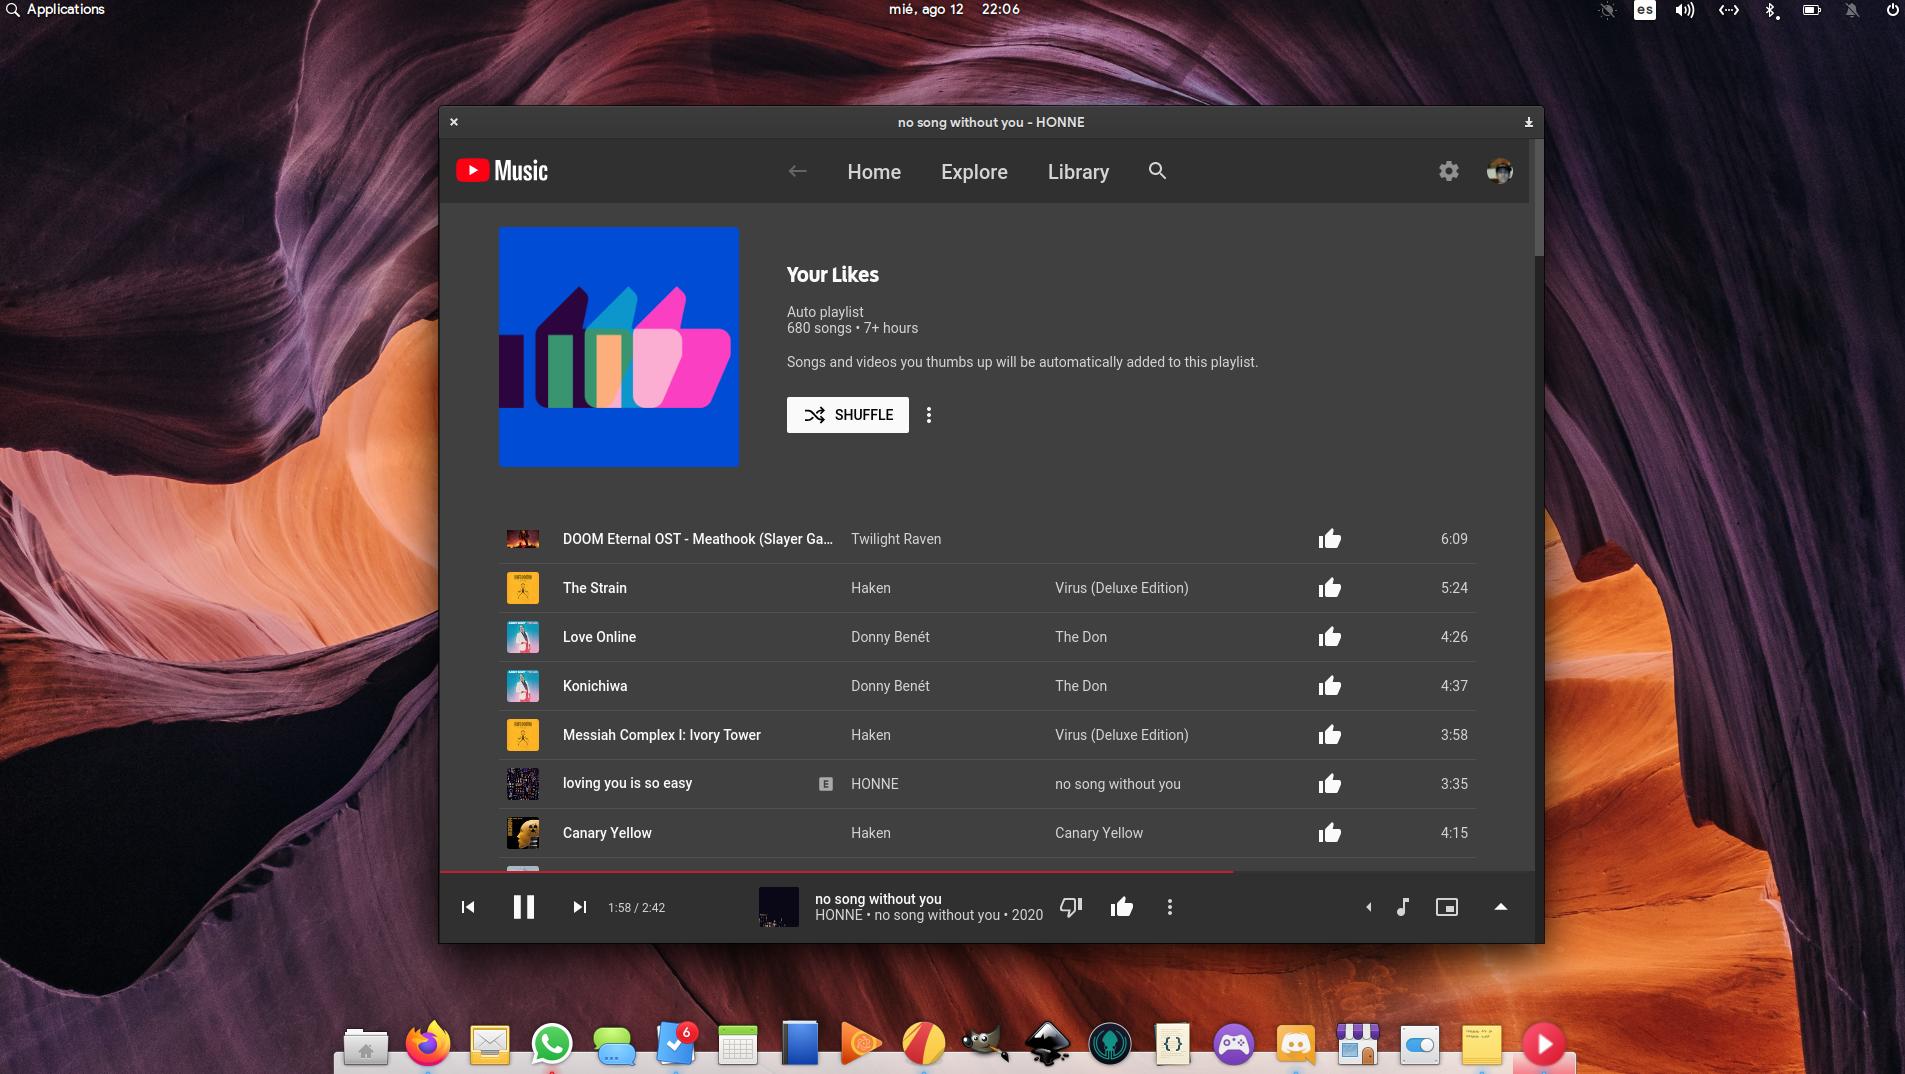 Applications
mié, ago 12 22:06
es
no song without you - HONNE
Music
Home Explore Library
Your Likes
Auto playlist
680 songs • 7+ hours
Songs and videos you thumbs up will be automatically added to this playlist.
SHUFFLE
DOOM Eternal OST - Meathook (Slayer Ga... Twilight Raven 6:09
The Strain Haken Virus (Deluxe Edition) 5:24
Love Online Donny Benét The Don 4:26
Konichiwa Donny Benét The Don 4:37
Messiah Complex I: Ivory Tower Haken Virus (Deluxe Edition) 3:58
loving you is so easy E HONNE no song without you 3:35
Canary Yellow Haken Canary Yellow 4:15
1:58 / 2:42
no song without you
HONNE • no song without you • 2020
6
{}